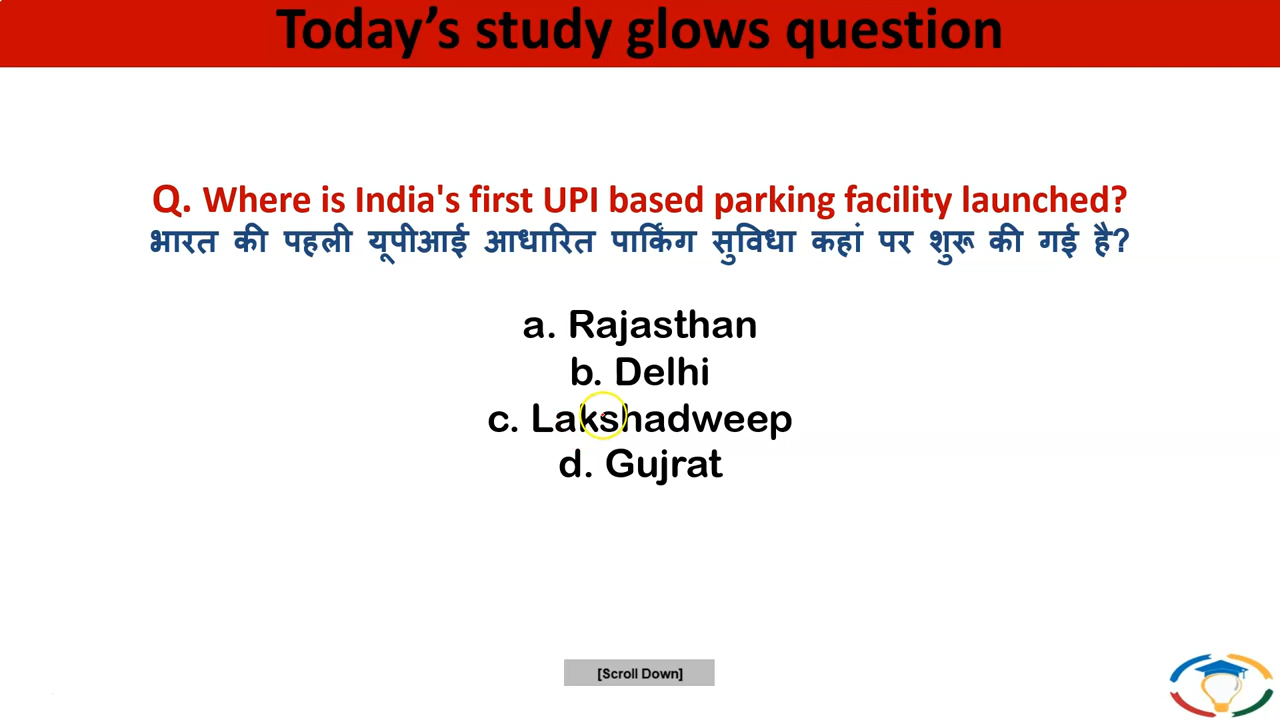 Today's study glows question
Q. Where is India's first UPI based parking facility launched?
भारत की पहली यूपीआई आधारित पार्किंग सुविधा कहां पर शुरू की गई है?
a. Rajasthan
b. Delhi
c. Lakshadweep
d. Gujrat
[Scroll Down]